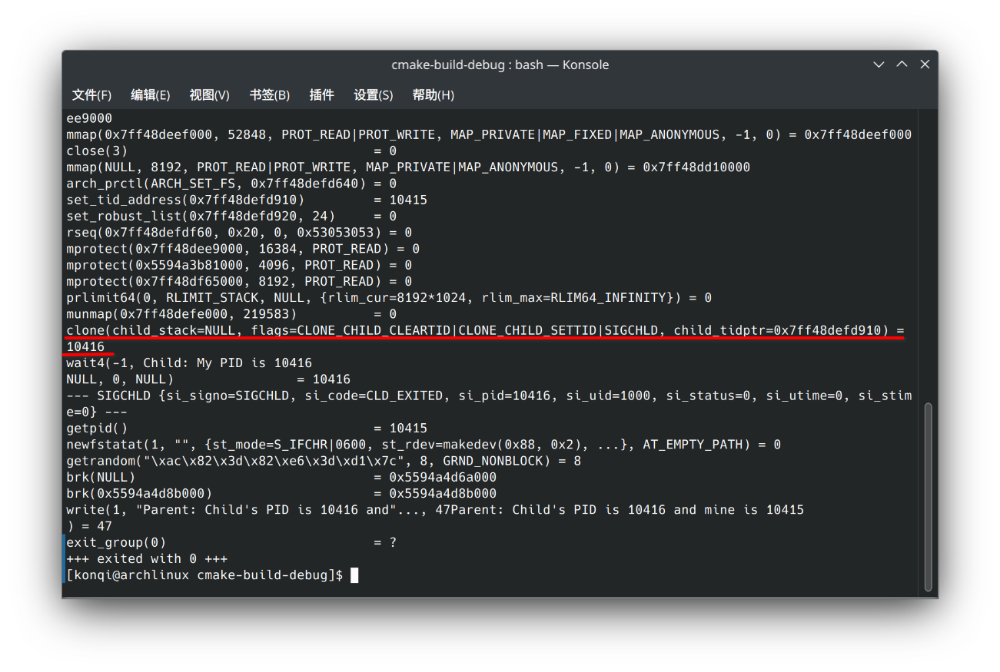 cmake-build-debug : bash — Konsole
文件(F) 编辑(E) 视图(V) 书签(B) 插件 设置(S) 帮助(H)
ee9000
mmap(0x7ff48deef000, 52848, PROT_READ|PROT_WRITE, MAP_PRIVATE|MAP_FIXED|MAP_ANONYMOUS, -1, 0) = 0x7ff48deef000
close(3)                                = 0
mmap(NULL, 8192, PROT_READ|PROT_WRITE, MAP_PRIVATE|MAP_ANONYMOUS, -1, 0) = 0x7ff48dd10000
arch_prctl(ARCH_SET_FS, 0x7ff48defd640) = 0
set_tid_address(0x7ff48defd910)         = 10415
set_robust_list(0x7ff48defd920, 24)     = 0
rseq(0x7ff48defdf60, 0x20, 0, 0x53053053) = 0
mprotect(0x7ff48dee9000, 16384, PROT_READ) = 0
mprotect(0x5594a3b81000, 4096, PROT_READ) = 0
mprotect(0x7ff48df65000, 8192, PROT_READ) = 0
prlimit64(0, RLIMIT_STACK, NULL, {rlim_cur=8192*1024, rlim_max=RLIM64_INFINITY}) = 0
munmap(0x7ff48defe000, 219583)          = 0
clone(child_stack=NULL, flags=CLONE_CHILD_CLEARTID|CLONE_CHILD_SETTID|SIGCHLD, child_tidptr=0x7ff48defd910) =
10416
wait4(-1, Child: My PID is 10416
NULL, 0, NULL)                = 10416
--- SIGCHLD {si_signo=SIGCHLD, si_code=CLD_EXITED, si_pid=10416, si_uid=1000, si_status=0, si_utime=0, si_stim
e=0} ---
getpid()                                = 10415
newfstatat(1, "", {st_mode=S_IFCHR|0600, st_rdev=makedev(0x88, 0x2), ...}, AT_EMPTY_PATH) = 0
getrandom("\xac\x82\x3d\x82\xe6\x3d\xd1\x7c", 8, GRND_NONBLOCK) = 8
brk(NULL)                               = 0x5594a4d6a000
brk(0x5594a4d8b000)                     = 0x5594a4d8b000
write(1, "Parent: Child's PID is 10416 and"..., 47Parent: Child's PID is 10416 and mine is 10415
) = 47
exit_group(0)                           = ?
+++ exited with 0 +++
[konqi@archlinux cmake-build-debug]$